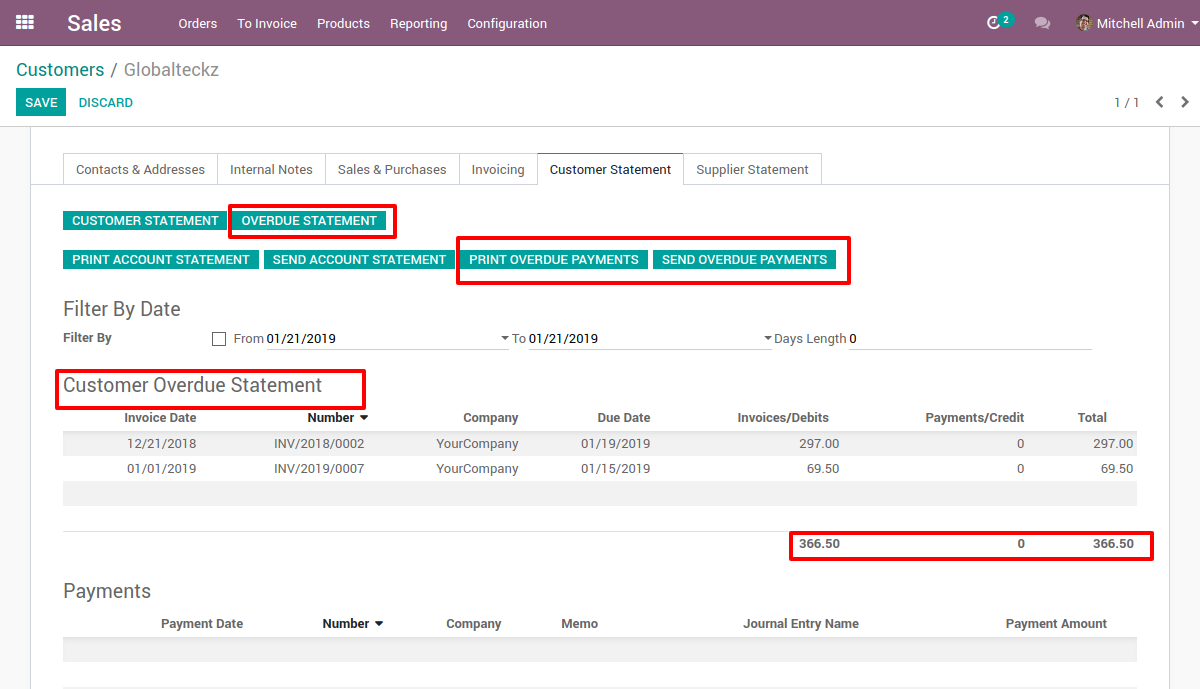 Sales Orders To Invoice Products Reporting Configuration 2 Mitchell Admin
Customers / Globalteckz
SAVE DISCARD 1 / 1
Contacts & Addresses Internal Notes Sales & Purchases Invoicing Customer Statement Supplier Statement
CUSTOMER STATEMENT OVERDUE STATEMENT
PRINT ACCOUNT STATEMENT SEND ACCOUNT STATEMENT PRINT OVERDUE PAYMENTS SEND OVERDUE PAYMENTS
Filter By Date
Filter By From 01/21/2019 To 01/21/2019 Days Length 0
Customer Overdue Statement
Invoice Date Number Company Due Date Invoices/Debits Payments/Credit Total
12/21/2018 INV/2018/0002 YourCompany 01/19/2019 297.00 0 297.00
01/01/2019 INV/2019/0007 YourCompany 01/15/2019 69.50 0 69.50
366.50 0 366.50
Payments
Payment Date Number Company Memo Journal Entry Name Payment Amount